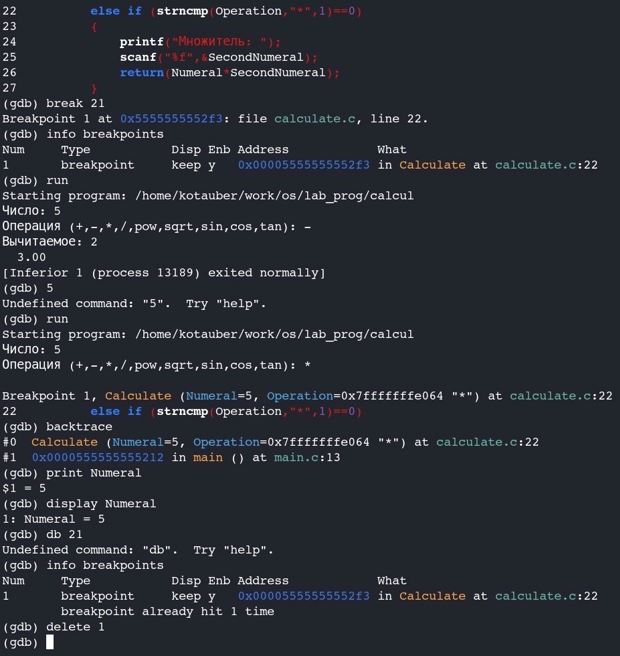 22          else if (strncmp(Operation,"*",1)==0)
23          {
24              printf("Множитель: ");
25              scanf("%f",&SecondNumeral);
26              return(Numeral*SecondNumeral);
27          }
(gdb) break 21
Breakpoint 1 at 0x5555555552f3: file calculate.c, line 22.
(gdb) info breakpoints
Num     Type           Disp Enb Address            What
1       breakpoint     keep y   0x00005555555552f3 in Calculate at calculate.c:22
(gdb) run
Starting program: /home/kotauber/work/os/lab_prog/calcul
Число: 5
Операция (+,-,*,/,pow,sqrt,sin,cos,tan): -
Вычитаемое: 2
  3.00
[Inferior 1 (process 13189) exited normally]
(gdb) 5
Undefined command: "5".  Try "help".
(gdb) run
Starting program: /home/kotauber/work/os/lab_prog/calcul
Число: 5
Операция (+,-,*,/,pow,sqrt,sin,cos,tan): *
Breakpoint 1, Calculate (Numeral=5, Operation=0x7fffffffe064 "*") at calculate.c:22
22          else if (strncmp(Operation,"*",1)==0)
(gdb) backtrace
#0  Calculate (Numeral=5, Operation=0x7fffffffe064 "*") at calculate.c:22
#1  0x0000555555555212 in main () at main.c:13
(gdb) print Numeral
$1 = 5
(gdb) display Numeral
1: Numeral = 5
(gdb) db 21
Undefined command: "db".  Try "help".
(gdb) info breakpoints
Num     Type           Disp Enb Address            What
1       breakpoint     keep y   0x00005555555552f3 in Calculate at calculate.c:22
        breakpoint already hit 1 time
(gdb) delete 1
(gdb)